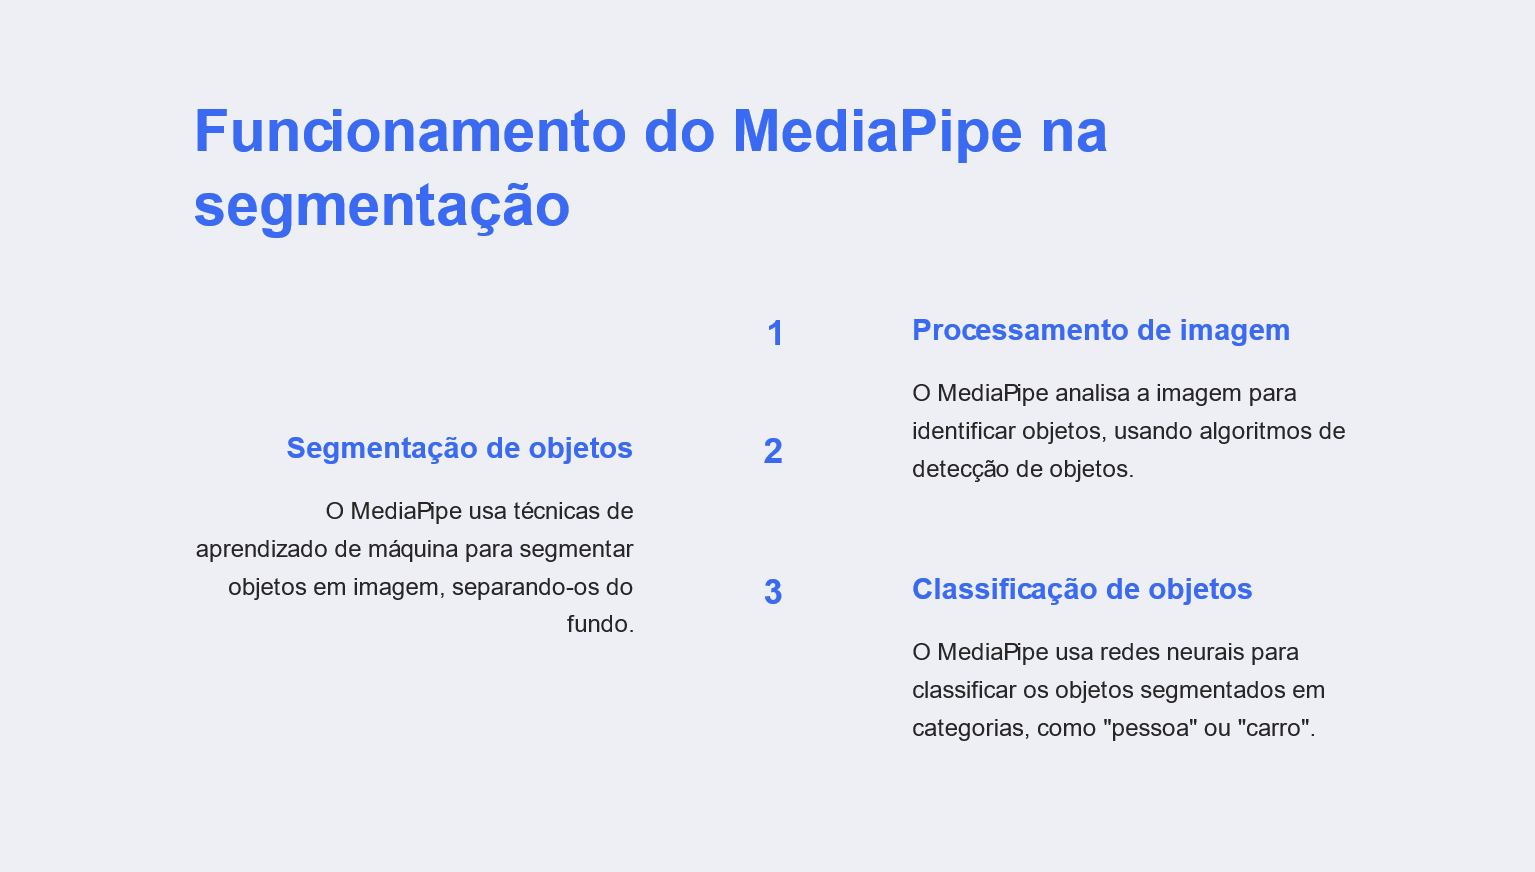 Funcionamento do MediaPipe na
segmentação
1
Processamento de imagem
O MediaPipe analisa a imagem para
identificar objetos, usando algoritmos de
detecção de objetos.
2
Segmentação de objetos
O MediaPipe usa técnicas de
aprendizado de máquina para segmentar
objetos em imagem, separando-os do
fundo.
3
Classificação de objetos
O MediaPipe usa redes neurais para
classificar os objetos segmentados em
categorias, como "pessoa" ou "carro".